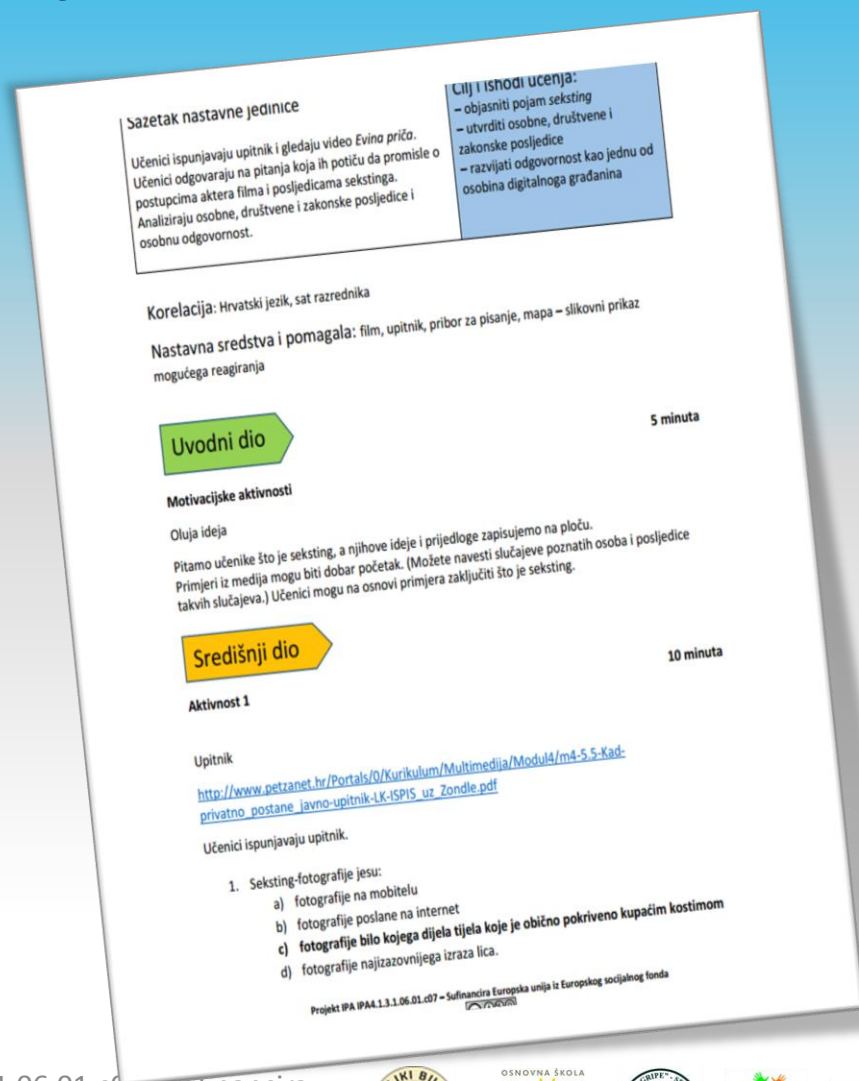 Sažetak nastavne jedinice
Učenici ispunjavaju upitnik i gledaju video Evina priča.
Učenici odgovaraju na pitanja koja ih potiču da promisle o
postupcima aktera filma i posljedicama sekstinga.
Analiziraju osobne, društvene i zakonske posljedice i
osobnu odgovornost.
Cilj i ishodi učenja:
– objasniti pojam seksting
– utvrditi osobne, društvene i
zakonske posljedice
– razvijati odgovornost kao jednu od
osobina digitalnoga građanina
Korelacija: Hrvatski jezik, sat razrednika
Nastavna sredstva i pomagala: film, upitnik, pribor za pisanje, mapa – slikovni prikaz
mogućega reagiranja
Uvodni dio
5 minuta
Motivacijske aktivnosti
Oluja ideja
Pitamo učenike što je seksting, a njihove ideje i prijedloge zapisujemo na ploču.
Primjeri iz medija mogu biti dobar početak. (Možete navesti slučajeve poznatih osoba i posljedice
takvih slučajeva.) Učenici mogu na osnovi primjera zaključiti što je seksting.
Središnji dio
10 minuta
Aktivnost 1
Upitnik
http://www.petzanet.hr/Portals/0/Kurikulum/Multimedija/Modul4/m4-5.5-Kad-
privatno_postane_javno-upitnik-LK-ISPIS_uz_Zondle.pdf
Učenici ispunjavaju upitnik.
1. Seksting-fotografije jesu:
a) fotografije na mobitelu
b) fotografije poslane na internet
c) fotografije bilo kojega dijela tijela koje je obično pokriveno kupaćim kostimom
d) fotografije najizazovnijega izraza lica.
Projekt IPA IPA4.1.3.1.06.01.c07 – Sufinancira Europska unija iz Europskog socijalnog fonda
OSNOVNA ŠKOLA